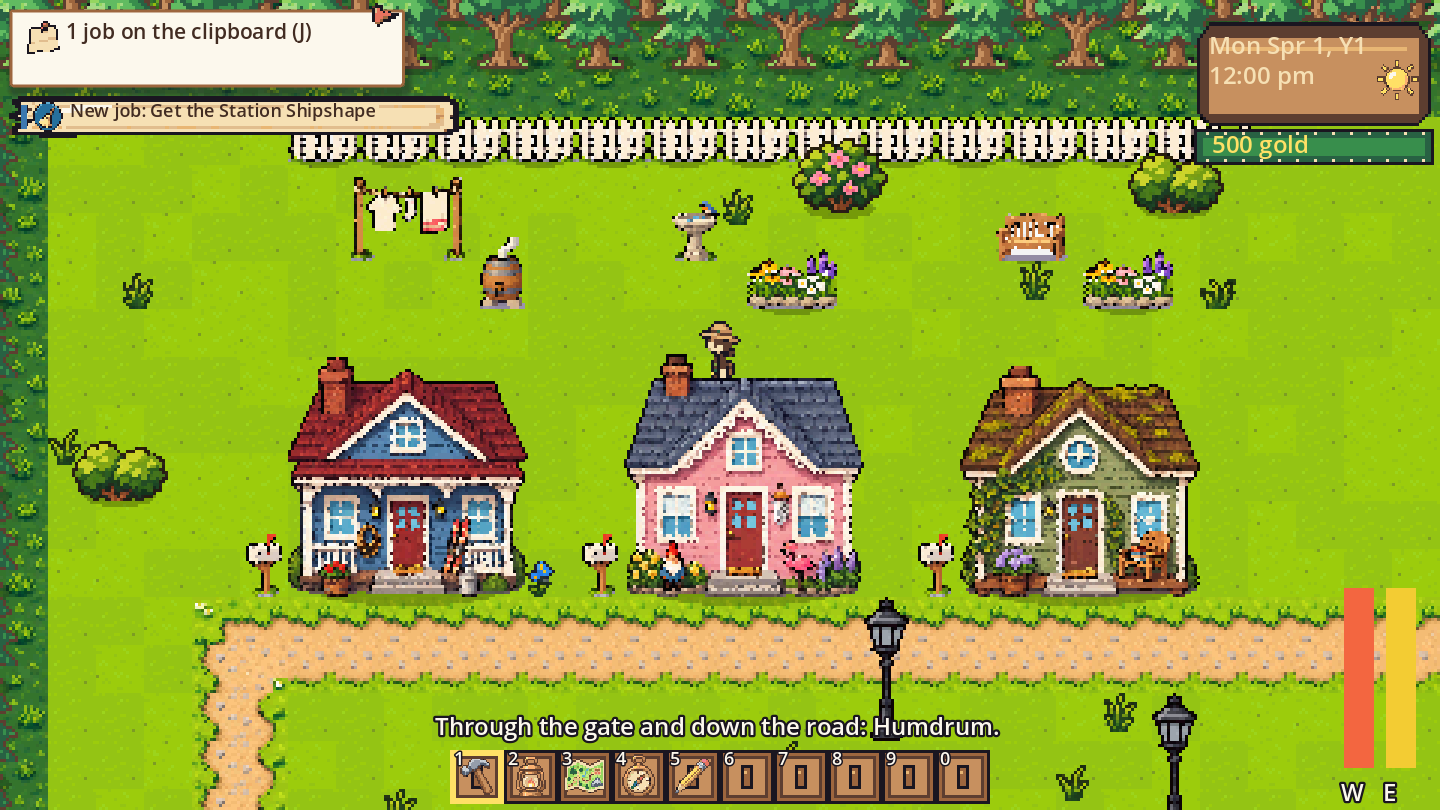 1 job on the clipboard (J)
Mon Spr 1, Y1
12:00 pm
New job: Get the Station Shipshape
500 gold
Through the gate and down the road: Humdrum.
1 2 3 4 5 6 7 8 9 0
W E